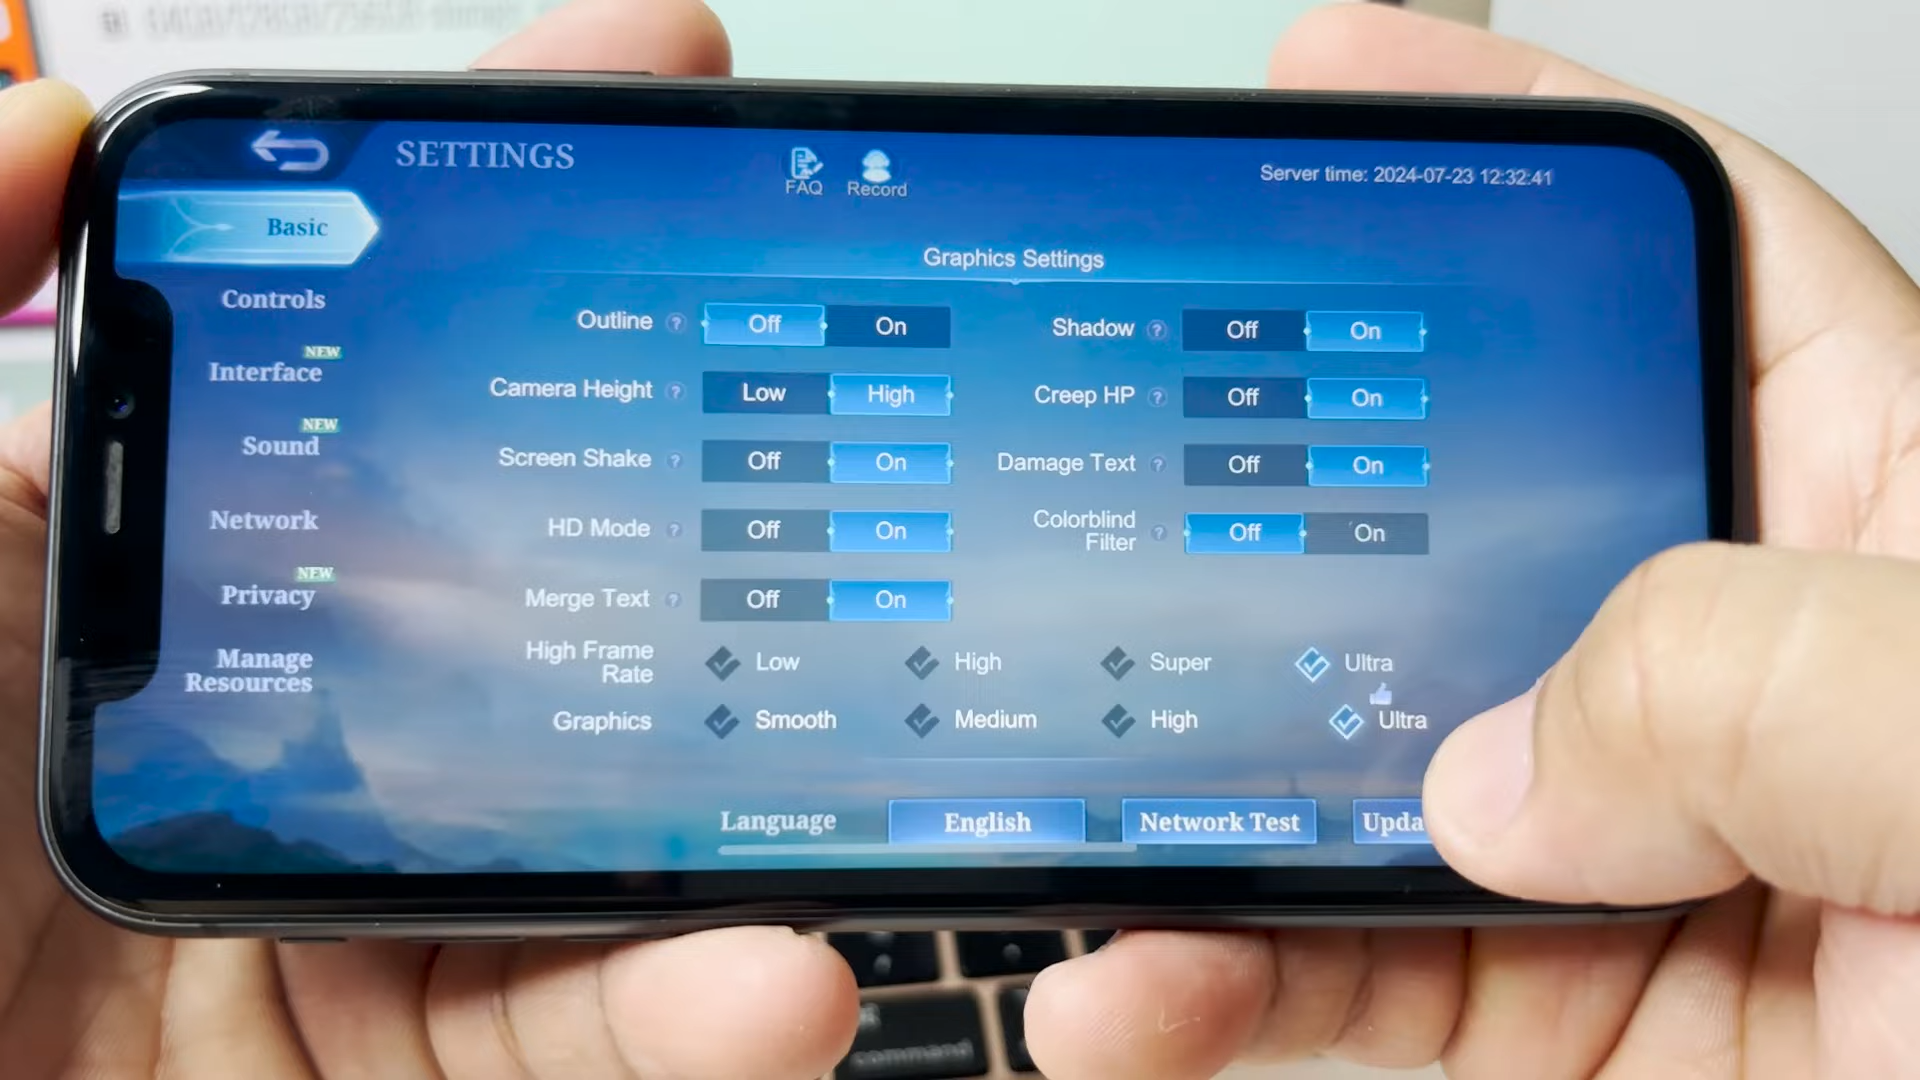 SETTINGS
FAQ
Record
Server time: 2024-07-23 12:32:41
Basic
Controls
NEW
Interface
NEW
Sound
Network
NEW
Privacy
Manage
Resources
Graphics Settings
Outline ? Off On
Shadow ? Off On
Camera Height ? Low High
Creep HP ? Off On
Screen Shake ? Off On
Damage Text ? Off On
HD Mode ? Off On
Colorblind
Filter ? Off On
Merge Text ? Off On
High Frame
Rate Low High Super Ultra
Graphics Smooth Medium High Ultra
Language English Network Test Upda
command